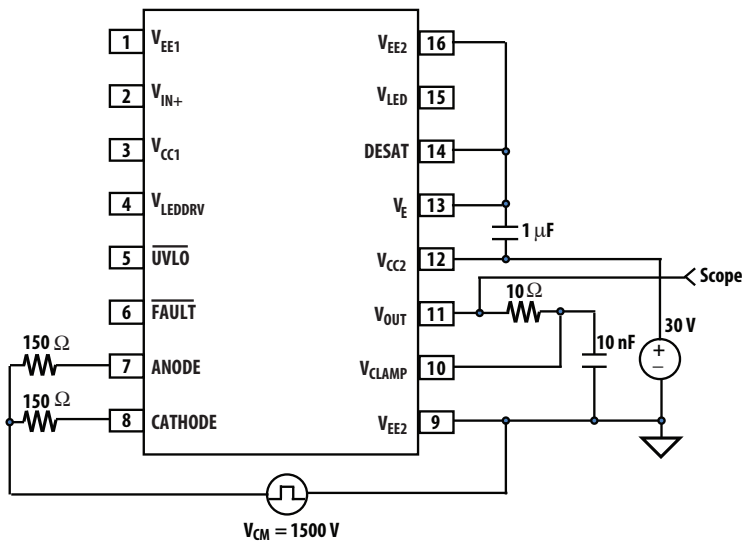 1 VEE1 VEE2 16
2 VIN+ VLED 15
3 VCC1 DESAT 14
4 VLEDDRV VE 13
1 μF
5 UVLO VCC2 12
Scope
10 Ω
6 FAULT VOUT 11
30 V
150 Ω
10 nF
+
–
7 ANODE VCLAMP 10
150 Ω
8 CATHODE VEE2 9
VCM = 1500 V